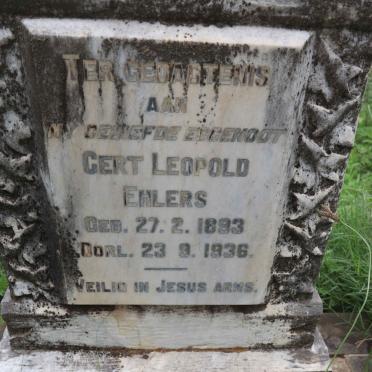 TER GEDAGTENIS
AAN
MY GELIEFDE EGGENOOT
GERT LEOPOLD
EHLERS
GEB. 27. 2. 1893
OORL. 23 9. 1936.
VEILIG IN JESUS ARMS.